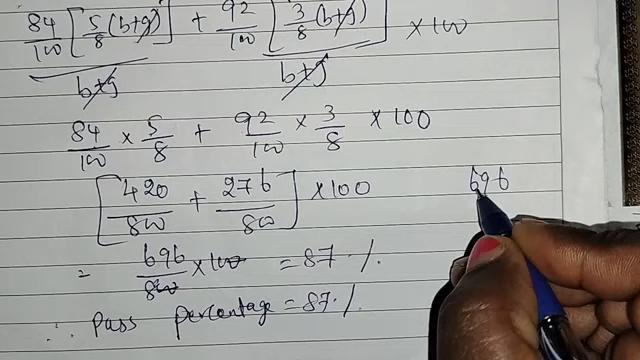 84/100 [5/8 (b+g)] / b+g + 92/100 [3/8 (b+g)] / b+g × 100
84/100 × 5/8 + 92/100 × 3/8 × 100
[420/800 + 276/800] × 100
696
= 696/800 × 100 = 87 %
∴ Pass percentage = 87 %